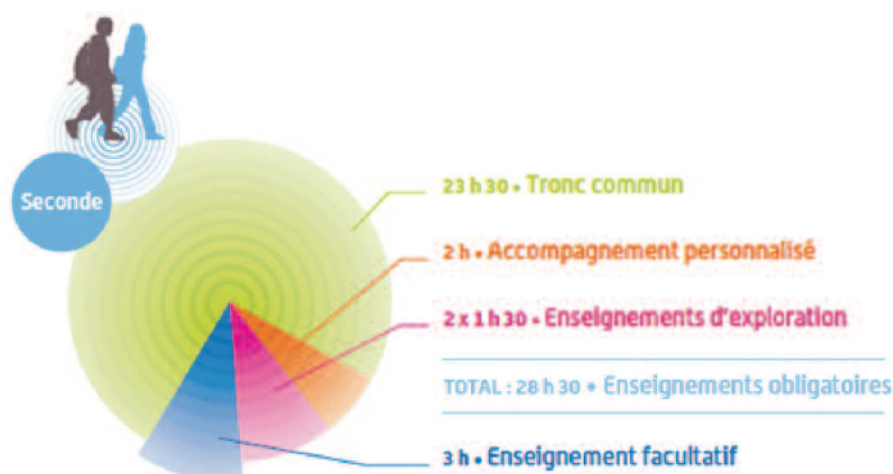 Seconde
23 h 30 • Tronc commun
2 h • Accompagnement personnalisé
2 x 1 h 30 • Enseignements d'exploration
TOTAL : 28 h 30 • Enseignements obligatoires
3 h • Enseignement facultatif